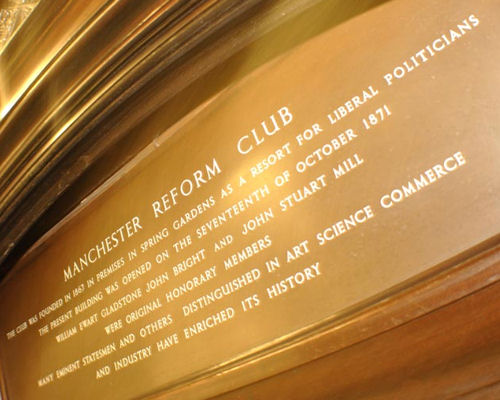 MANCHESTER REFORM CLUB
THE CLUB WAS FOUNDED IN 1867 IN PREMISES IN SPRING GARDENS AS A RESORT FOR LIBERAL POLITICIANS
THE PRESENT BUILDING WAS OPENED ON THE SEVENTEENTH OF OCTOBER 1871
WILLIAM EWART GLADSTONE JOHN BRIGHT AND JOHN STUART MILL
WERE ORIGINAL HONORARY MEMBERS
MANY EMINENT STATESMEN AND OTHERS DISTINGUISHED IN ART SCIENCE COMMERCE
AND INDUSTRY HAVE ENRICHED ITS HISTORY